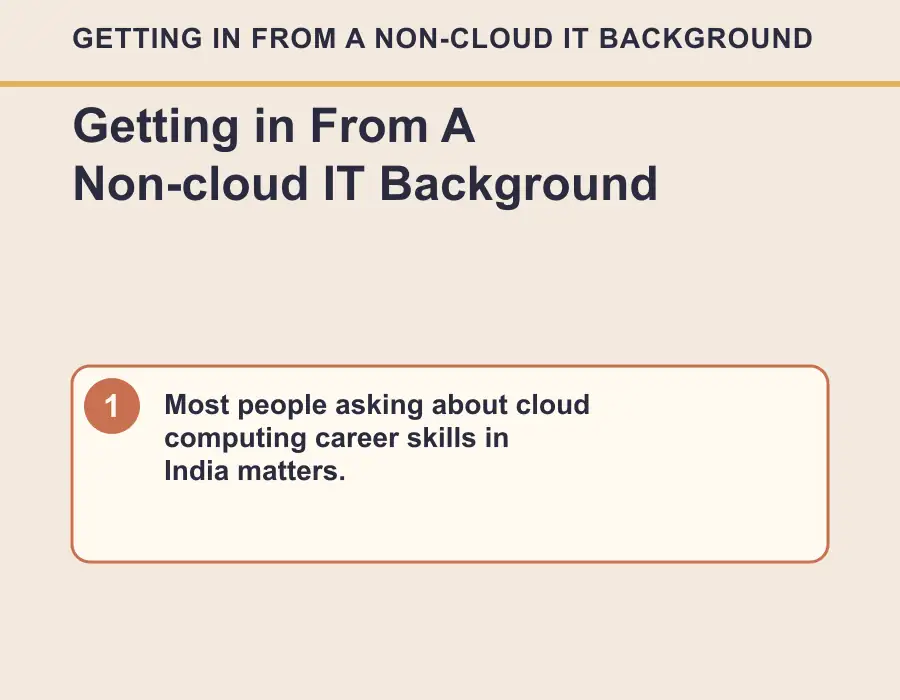 GETTING IN FROM A NON-CLOUD IT BACKGROUND
Getting in From A
Non-cloud IT Background
1
Most people asking about cloud
computing career skills in
India matters.